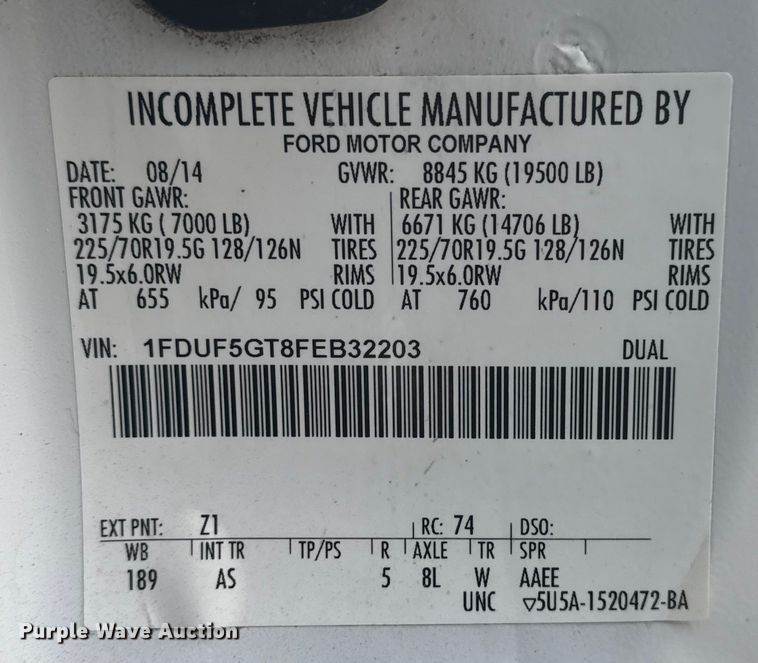 INCOMPLETE VEHICLE MANUFACTURED BY
FORD MOTOR COMPANY
DATE: 08/14 GVWR: 8845 KG (19500 LB)
FRONT GAWR: REAR GAWR:
3175 KG ( 7000 LB) WITH 6671 KG (14706 LB) WITH
225/70R19.5G 128/126N TIRES 225/70R19.5G 128/126N TIRES
19.5x6.0RW RIMS 19.5x6.0RW RIMS
AT 655 kPa/ 95 PSI COLD AT 760 kPa/110 PSI COLD
VIN: 1FDUF5GT8FEB32203 DUAL
EXT PNT: Z1 RC: 74 DSO:
WB INT TR TP/PS R AXLE TR SPR
189 AS 5 8L W AAEE
UNC ▽5U5A-1520472-BA
Purple Wave Auction